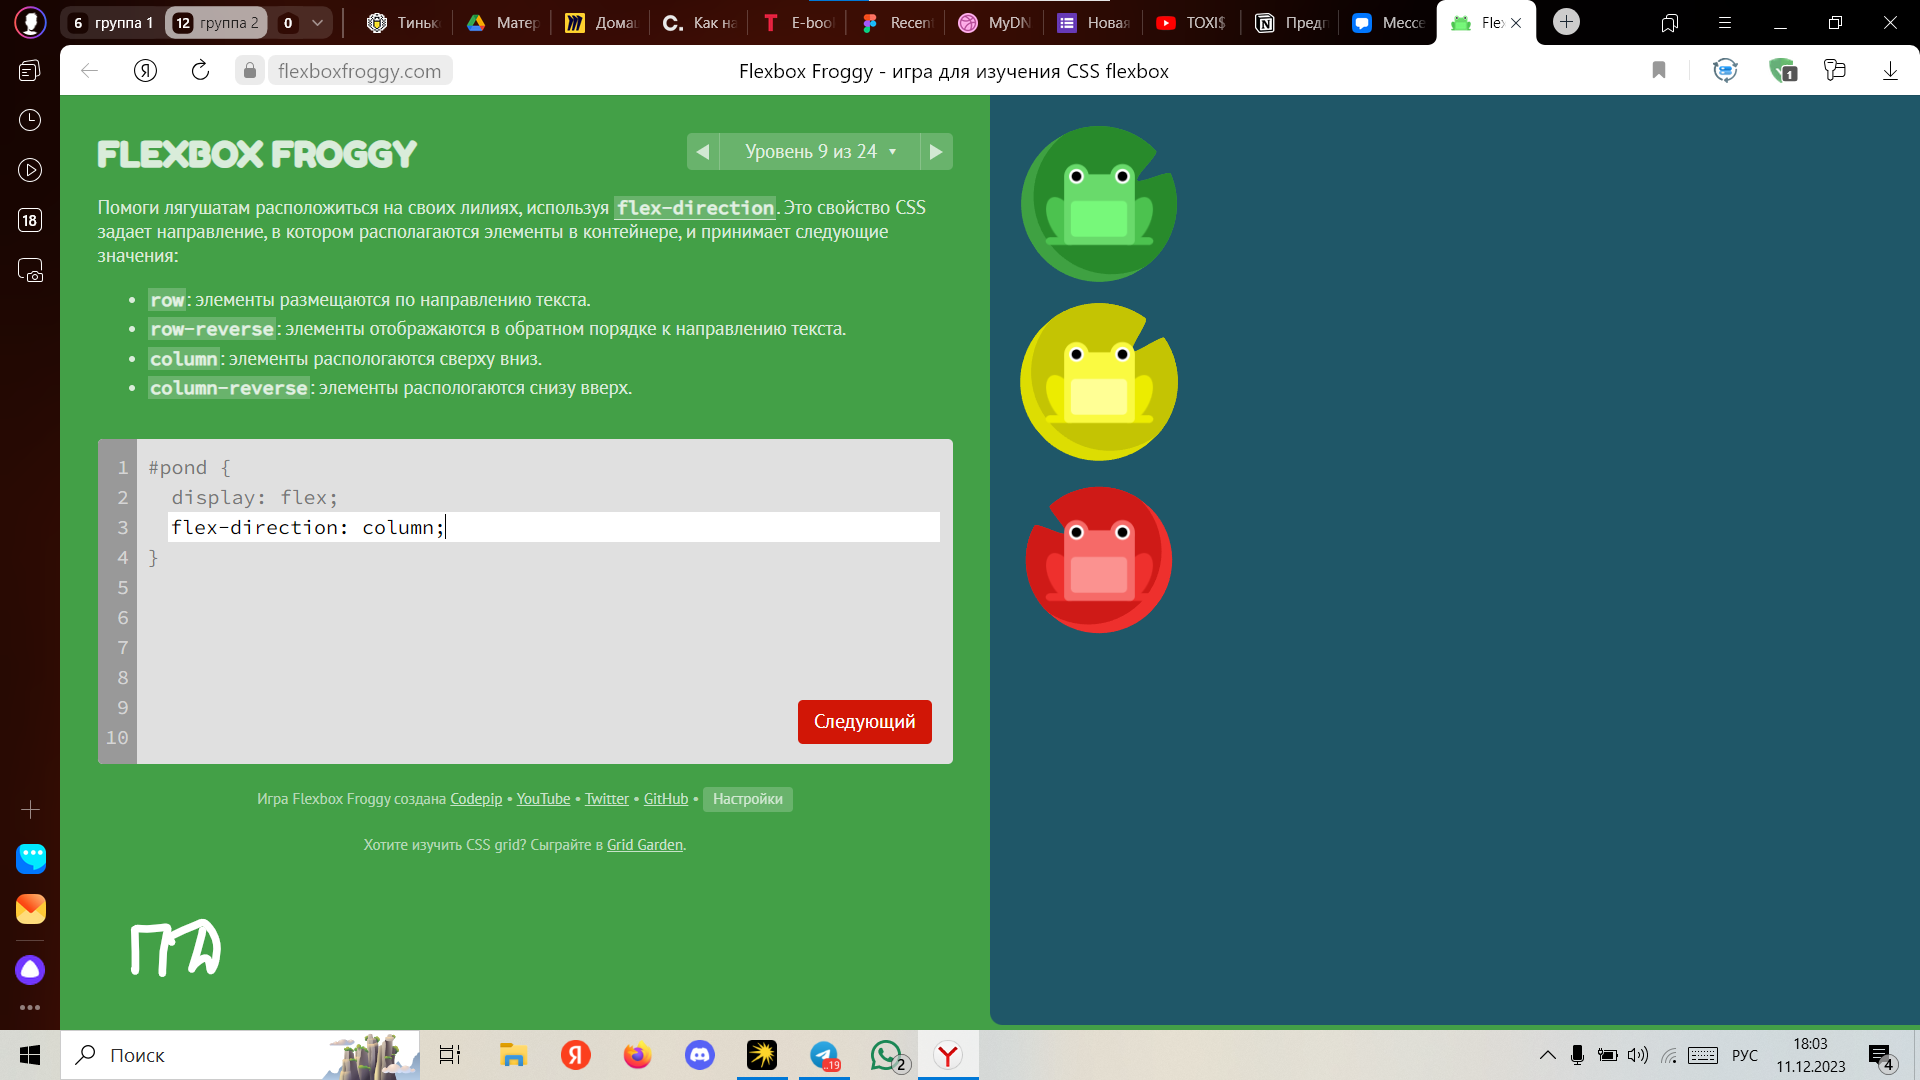 6 группа 1
12 группа 2
0
Тинь
Матер
Дома
Как на
E-boo
Recen
MyDN
Новая
TOXI$
Предп
Мессе
Fle
flexboxfroggy.com
Flexbox Froggy - игра для изучения CSS flexbox
1
18
FLEXBOX FROGGY
Уровень 9 из 24
Помоги лягушатам расположиться на своих лилиях, используя flex-direction. Это свойство CSS
задает направление, в котором располагаются элементы в контейнере, и принимает следующие
значения:
• row: элементы размещаются по направлению текста.
• row-reverse: элементы отображаются в обратном порядке к направлению текста.
• column: элементы распологаются сверху вниз.
• column-reverse: элементы распологаются снизу вверх.
1 #pond {
2 display: flex;
3 flex-direction: column;
4 }
5
6
7
8
9
10
Следующий
Игра Flexbox Froggy создана Codepip • YouTube • Twitter • GitHub • Настройки
Хотите изучить CSS grid? Сыграйте в Grid Garden.
Поиск
..19
2
РУС
18:03
11.12.2023
4